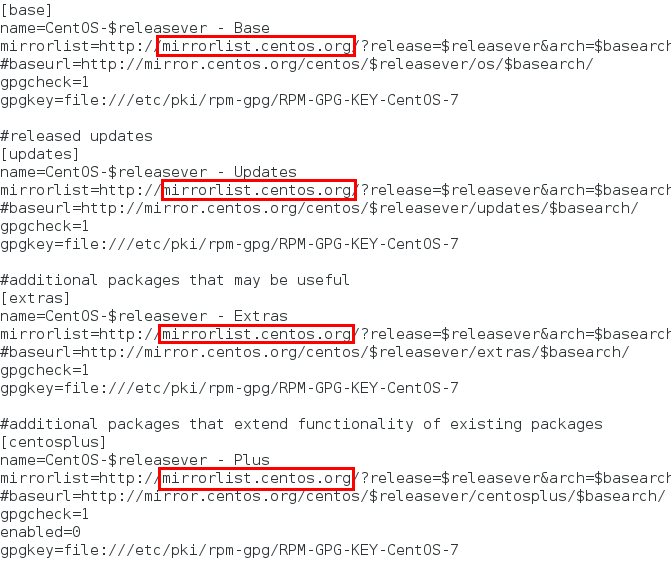 [base]
name=CentOS-$releasever - Base
mirrorlist=http://mirrorlist.centos.org/?release=$releasever&arch=$basearch
#baseurl=http://mirror.centos.org/centos/$releasever/os/$basearch/
gpgcheck=1
gpgkey=file:///etc/pki/rpm-gpg/RPM-GPG-KEY-CentOS-7
#released updates
[updates]
name=CentOS-$releasever - Updates
mirrorlist=http://mirrorlist.centos.org/?release=$releasever&arch=$basearch
#baseurl=http://mirror.centos.org/centos/$releasever/updates/$basearch/
gpgcheck=1
gpgkey=file:///etc/pki/rpm-gpg/RPM-GPG-KEY-CentOS-7
#additional packages that may be useful
[extras]
name=CentOS-$releasever - Extras
mirrorlist=http://mirrorlist.centos.org/?release=$releasever&arch=$basearch
#baseurl=http://mirror.centos.org/centos/$releasever/extras/$basearch/
gpgcheck=1
gpgkey=file:///etc/pki/rpm-gpg/RPM-GPG-KEY-CentOS-7
#additional packages that extend functionality of existing packages
[centosplus]
name=CentOS-$releasever - Plus
mirrorlist=http://mirrorlist.centos.org/?release=$releasever&arch=$basearch
#baseurl=http://mirror.centos.org/centos/$releasever/centosplus/$basearch/
gpgcheck=1
enabled=0
gpgkey=file:///etc/pki/rpm-gpg/RPM-GPG-KEY-CentOS-7